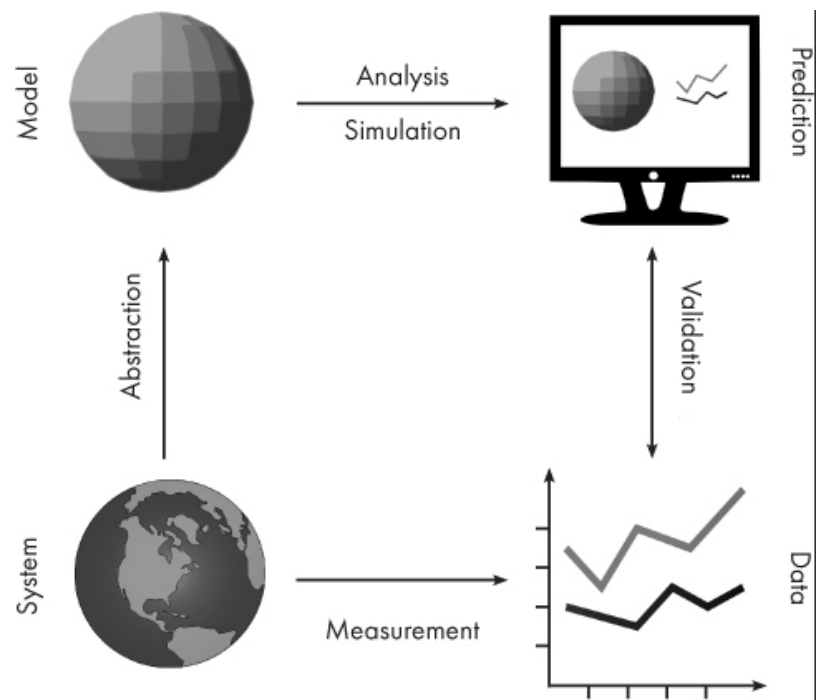 Model
Analysis
Simulation
Prediction
Abstraction
Validation
System
Measurement
Data